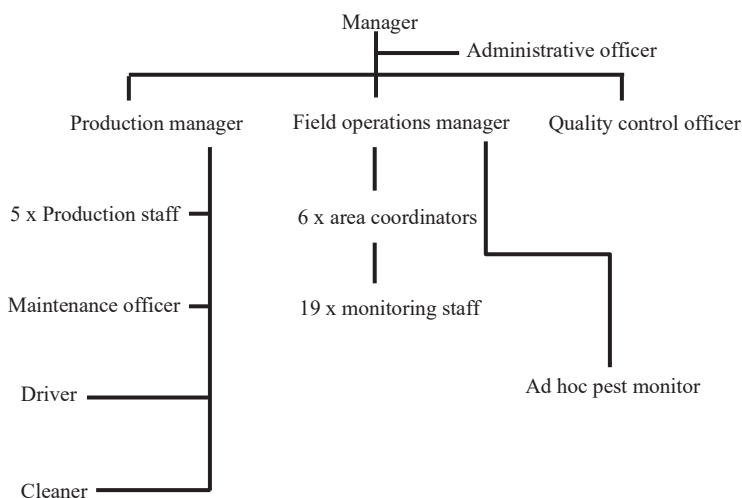 Manager
Administrative officer
Production manager
Field operations manager
Quality control officer
5 x Production staff
6 x area coordinators
Maintenance officer
19 x monitoring staff
Driver
Ad hoc pest monitor
Cleaner